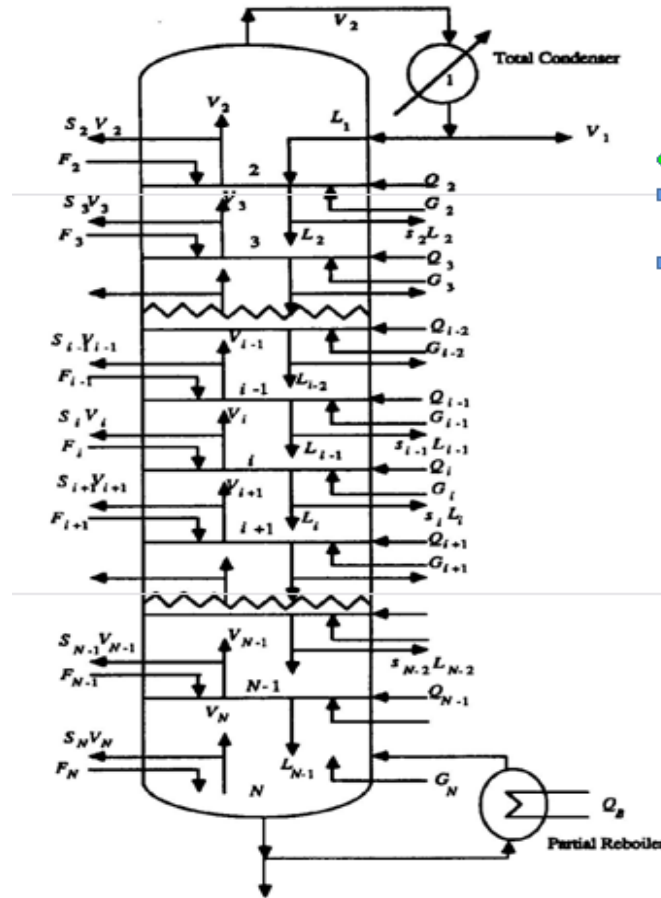 V2
Total Condenser
1
V2
S2V2
L1
V1
F2
2
Q2
S3V3
V3
G2
F3
L2
s2L2
3
Q3
G3
Qi-2
Si-1Vi-1
Vi-1
Gi-2
Fi-1
Li-2
i-1
Qi-1
SiVi
Vi
Gi-1
Fi
Li-1
si-1Li-1
i
Qi
Si+1Vi+1
Vi+1
Gi
Fi+1
Li
siLi
i+1
Qi+1
Gi+1
SN-1VN-1
VN-1
sN-2LN-2
FN-1
N-1
QN-1
VN
SNVN
LN-1
FN
N
GN
QB
Partial Reboiler